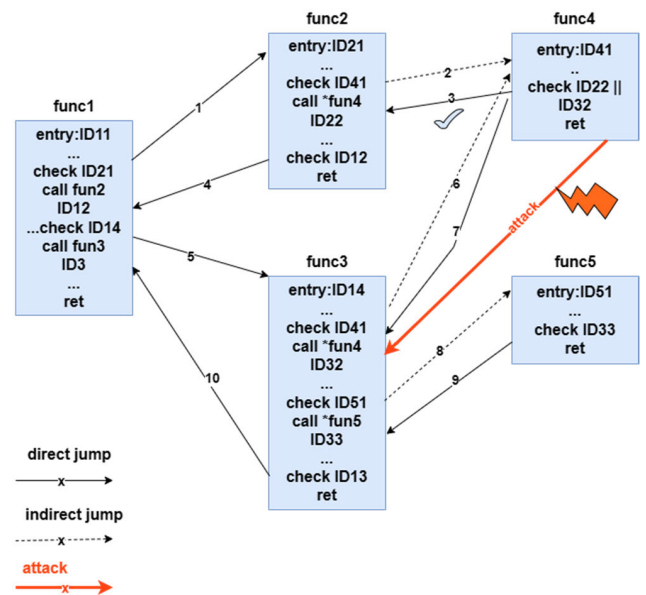 func1
entry:ID11
...
check ID21
call fun2
ID12
...check ID14
call fun3
ID3
...
ret
func2
entry:ID21
...
check ID41
call *fun4
ID22
...
check ID12
ret
func4
entry:ID41
..
check ID22 ||
ID32
ret
func3
entry:ID14
...
check ID41
call *fun4
ID32
...
check ID51
call *fun5
ID33
...
check ID13
ret
func5
entry:ID51
...
check ID33
ret
1
2
3
4
5
6
7
8
9
10
attack
direct jump
x
indirect jump
x
attack
x